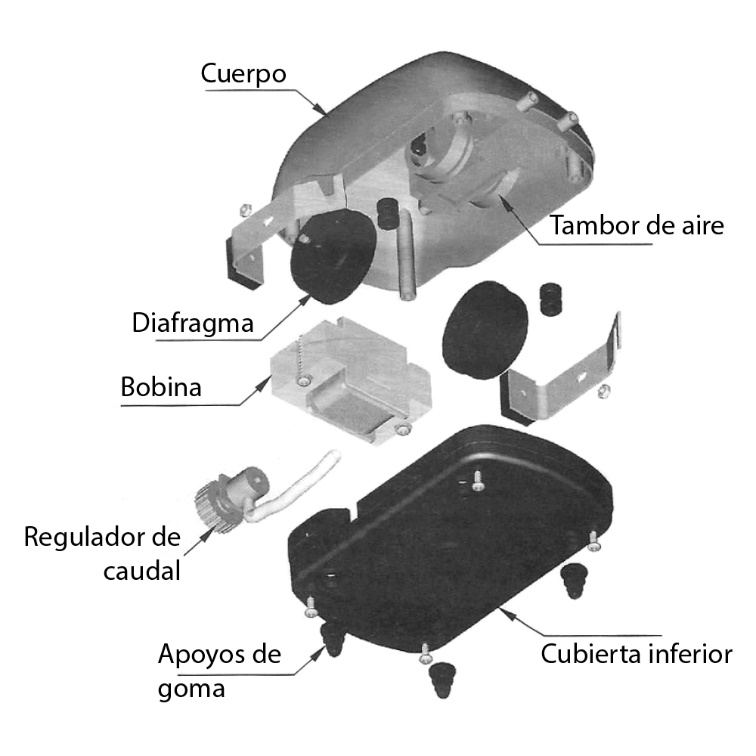 Cuerpo
Tambor de aire
Diafragma
Bobina
Regulador de
caudal
Apoyos de
goma
Cubierta inferior